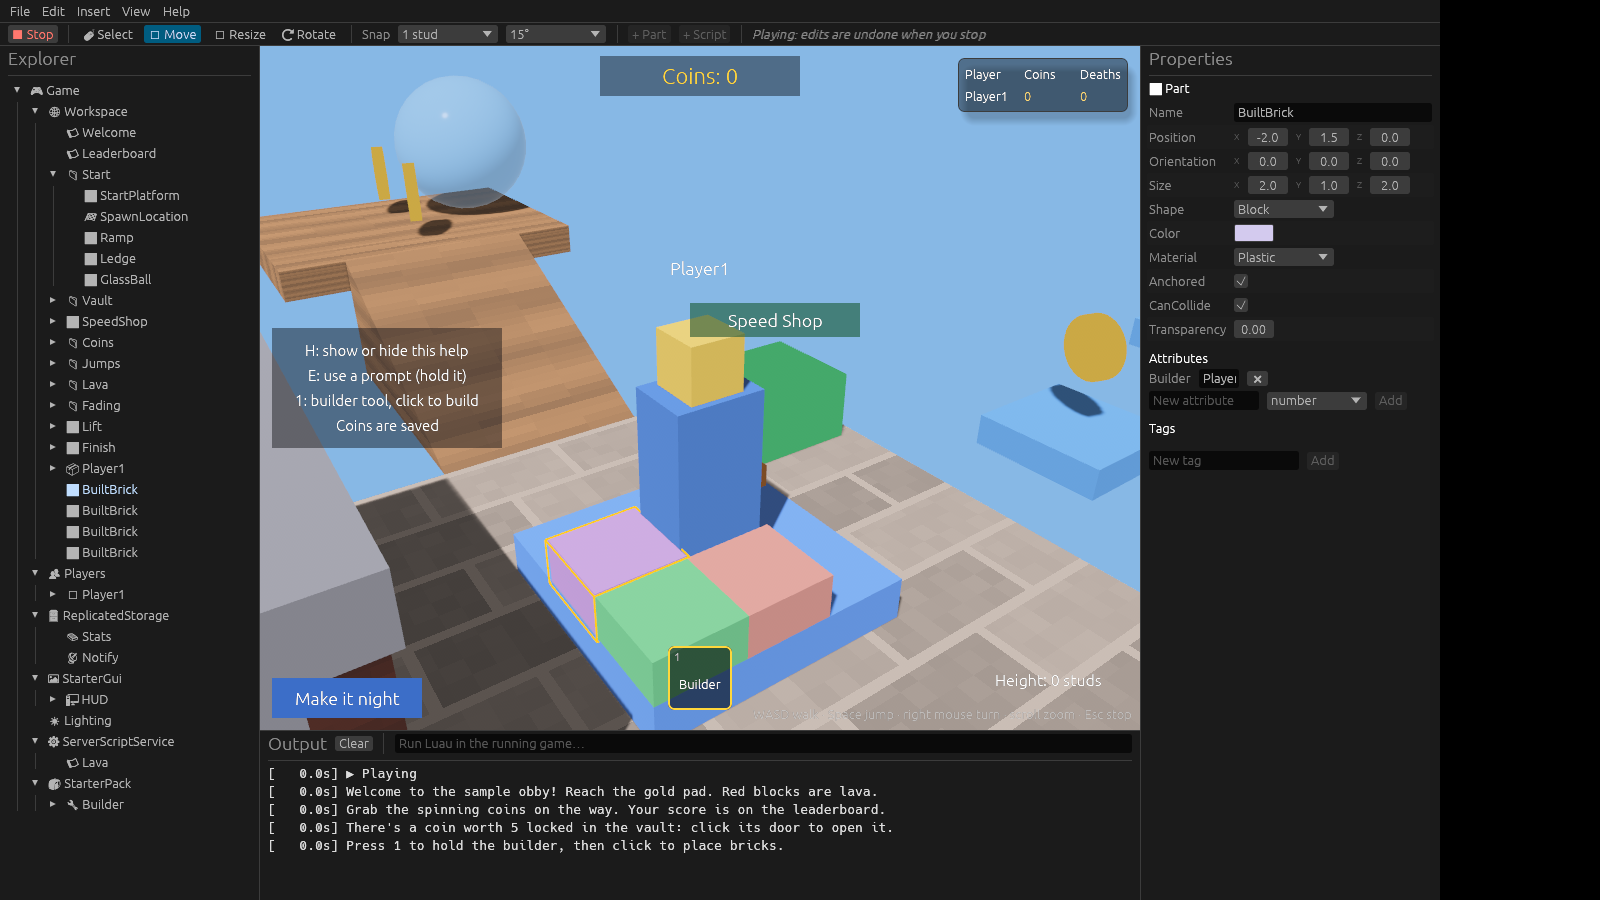 File Edit Insert View Help
Stop Select Move Resize Rotate Snap 1 stud 15° + Part + Script Playing: edits are undone when you stop
Explorer
Game
Workspace
Welcome
Leaderboard
Start
StartPlatform
SpawnLocation
Ramp
Ledge
GlassBall
Vault
SpeedShop
Coins
Jumps
Lava
Fading
Lift
Finish
Player1
BuiltBrick
BuiltBrick
BuiltBrick
BuiltBrick
Players
Player1
ReplicatedStorage
Stats
Notify
StarterGui
HUD
Lighting
ServerScriptService
Lava
StarterPack
Builder
Coins: 0
Player Coins Deaths
Player1 0 0
Player1
Speed Shop
H: show or hide this help
E: use a prompt (hold it)
1: builder tool, click to build
Coins are saved
Make it night
1
Builder
Height: 0 studs
jump · right mouse turn · scroll zoom · Esc stop
Output Clear Run Luau in the running game...
[ 0.0s] ▶ Playing
[ 0.0s] Welcome to the sample obby! Reach the gold pad. Red blocks are lava.
[ 0.0s] Grab the spinning coins on the way. Your score is on the leaderboard.
[ 0.0s] There's a coin worth 5 locked in the vault: click its door to open it.
[ 0.0s] Press 1 to hold the builder, then click to place bricks.
Properties
Part
Name BuiltBrick
Position X -2.0 Y 1.5 Z 0.0
Orientation X 0.0 Y 0.0 Z 0.0
Size X 2.0 Y 1.0 Z 2.0
Shape Block
Color
Material Plastic
Anchored
CanCollide
Transparency 0.00
Attributes
Builder Player
New attribute number Add
Tags
New tag Add